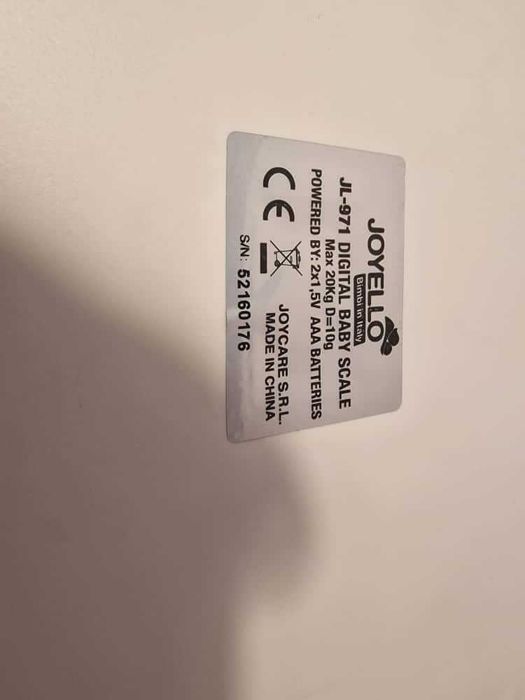 JOYELLO
Bimbi in Italy
JL-971 DIGITAL BABY SCALE
Max 20Kg D=10g
POWERED BY: 2x1,5V AAA BATTERIES
CE
JOYCARE S.R.L.
MADE IN CHINA
S/N: 52160176